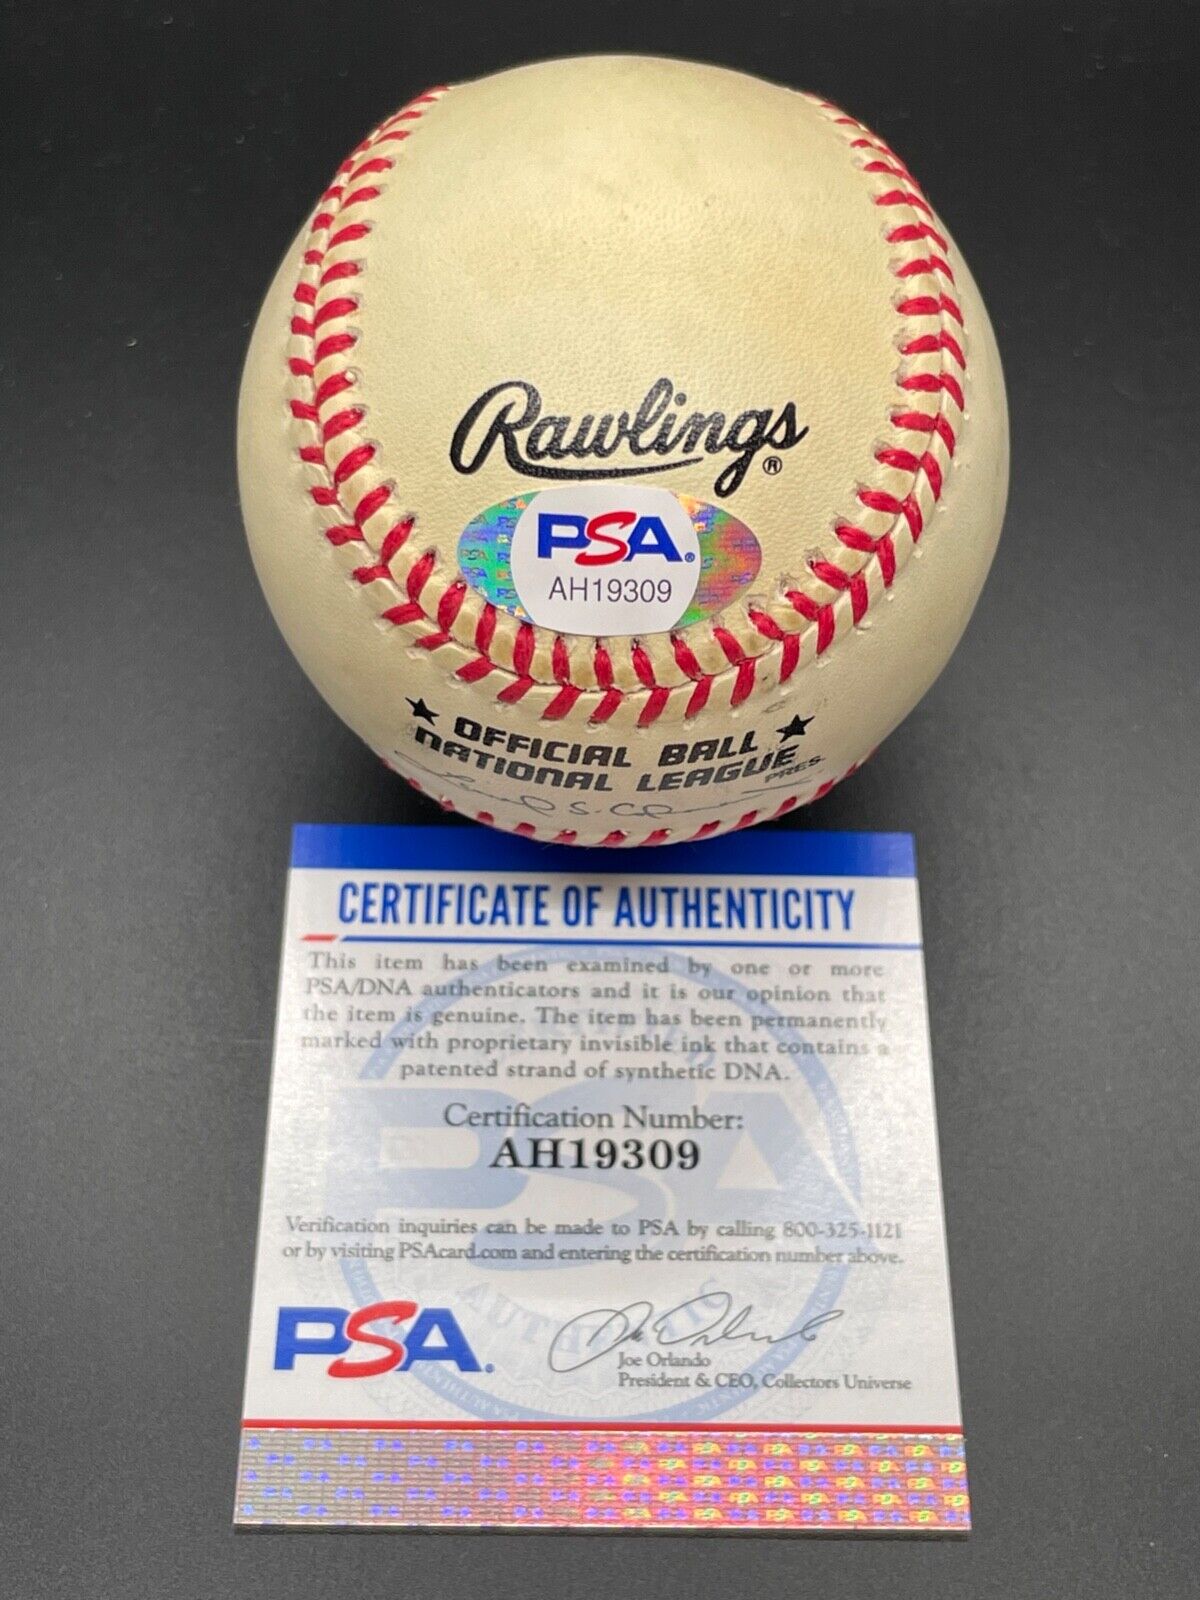 Rawlings®
PSA®
AH19309
★ OFFICIAL BALL ★
NATIONAL LEAGUE
PRES.
CERTIFICATE OF AUTHENTICITY
This item has been examined by one or more
PSA/DNA authenticators and it is our opinion that
the item is genuine. The item has been permanently
marked with proprietary invisible ink that contains a
patented strand of synthetic DNA.
Certification Number:
AH19309
Verification inquiries can be made to PSA by calling 800-325-1121
or by visiting PSAcard.com and entering the certification number above.
PSA.
Joe Orlando
President & CEO, Collectors Universe